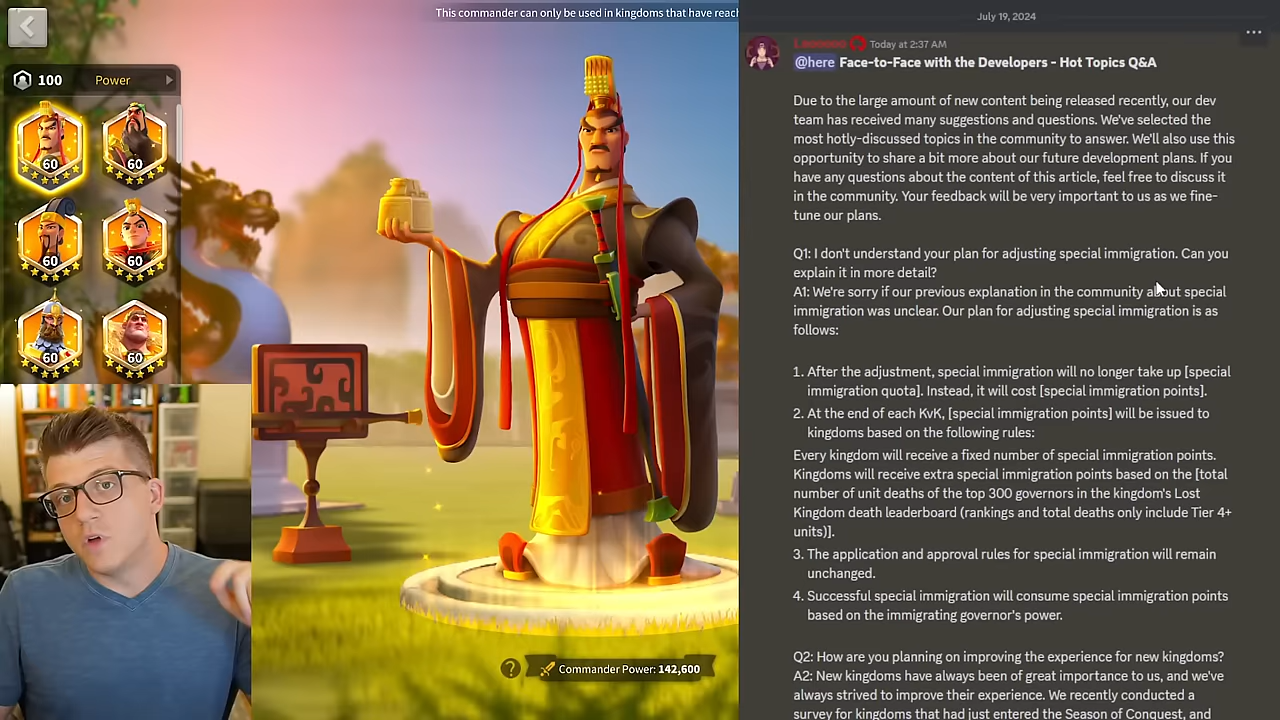 This commander can only be used in kingdoms that have reach
100 Power
60 60
60 60
60 60
? Commander Power: 142,600
July 19, 2024
Today at 2:37 AM
@here Face-to-Face with the Developers - Hot Topics Q&A
Due to the large amount of new content being released recently, our dev
team has received many suggestions and questions. We've selected the
most hotly-discussed topics in the community to answer. We'll also use this
opportunity to share a bit more about our future development plans. If you
have any questions about the content of this article, feel free to discuss it
in the community. Your feedback will be very important to us as we fine-
tune our plans.
Q1: I don't understand your plan for adjusting special immigration. Can you
explain it in more detail?
A1: We're sorry if our previous explanation in the community about special
immigration was unclear. Our plan for adjusting special immigration is as
follows:
1. After the adjustment, special immigration will no longer take up [special
immigration quota]. Instead, it will cost [special immigration points].
2. At the end of each KvK, [special immigration points] will be issued to
kingdoms based on the following rules:
Every kingdom will receive a fixed number of special immigration points.
Kingdoms will receive extra special immigration points based on the [total
number of unit deaths of the top 300 governors in the kingdom's Lost
Kingdom death leaderboard (rankings and total deaths only include Tier 4+
units)].
3. The application and approval rules for special immigration will remain
unchanged.
4. Successful special immigration will consume special immigration points
based on the immigrating governor's power.
Q2: How are you planning on improving the experience for new kingdoms?
A2: New kingdoms have always been of great importance to us, and we've
always strived to improve their experience. We recently conducted a
survey for kingdoms that had just entered the Season of Conquest, and